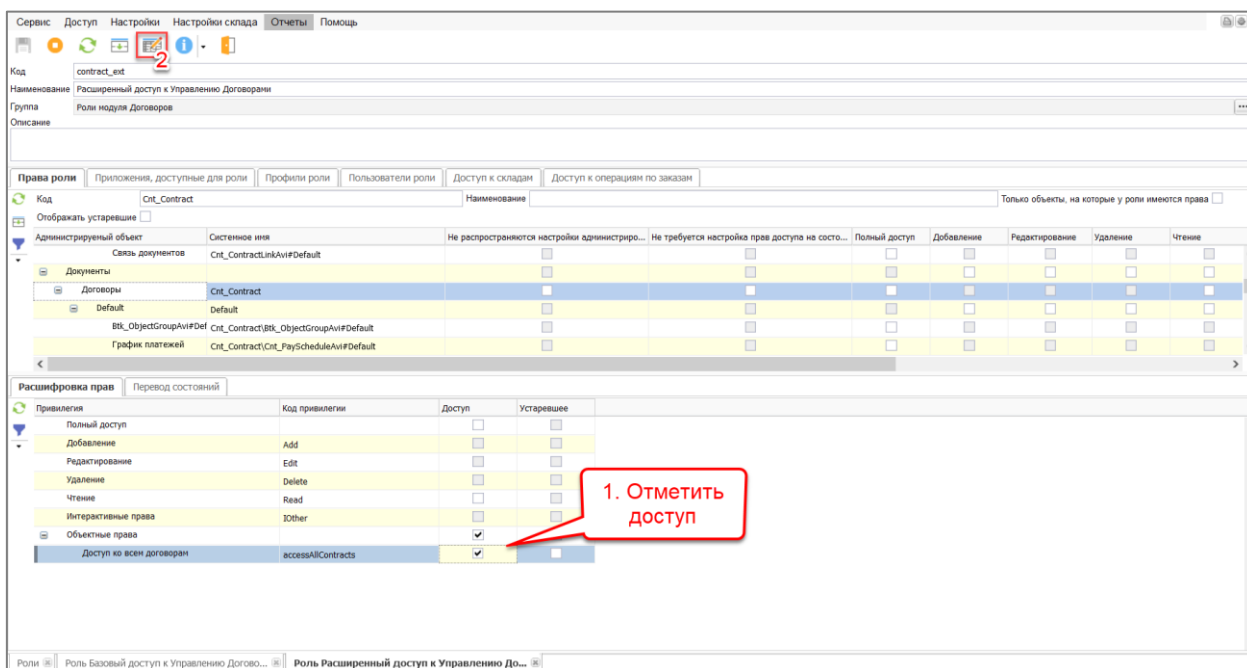 Сервис Доступ Настройки Настройки склада Отчеты Помощь
2
Код contract_ext
Наименование Расширенный доступ к Управлению Договорами
Группа Роли модуля Договоров ...
Описание
Права роли Приложения, доступные для роли Профили роли Пользователи роли Доступ к складам Доступ к операциям по заказам
Код Cnt_Contract Наименование Только объекты, на которые у роли имеются права
Отображать устаревшие
Администрируемый объект Системное имя Не распространяются настройки администриро... Не требуется настройка прав доступа на состо... Полный доступ Добавление Редактирование Удаление Чтение
Связь документов Cnt_ContractLinkAvi#Default
Документы
Договоры Cnt_Contract
Default Default
Btk_ObjectGroupAvi#Def Cnt_Contract\Btk_ObjectGroupAvi#Default
График платежей Cnt_Contract\Cnt_PayScheduleAvi#Default
Расшифровка прав Перевод состояний
Привилегия Код привилегии Доступ Устаревшее
Полный доступ
Добавление Add
Редактирование Edit
Удаление Delete
Чтение Read
Интерактивные права IOther
Объектные права
Доступ ко всем договорам accessAllContracts
1. Отметить
доступ
Роли Роль Базовый доступ к Управлению Догово... Роль Расширенный доступ к Управлению До...